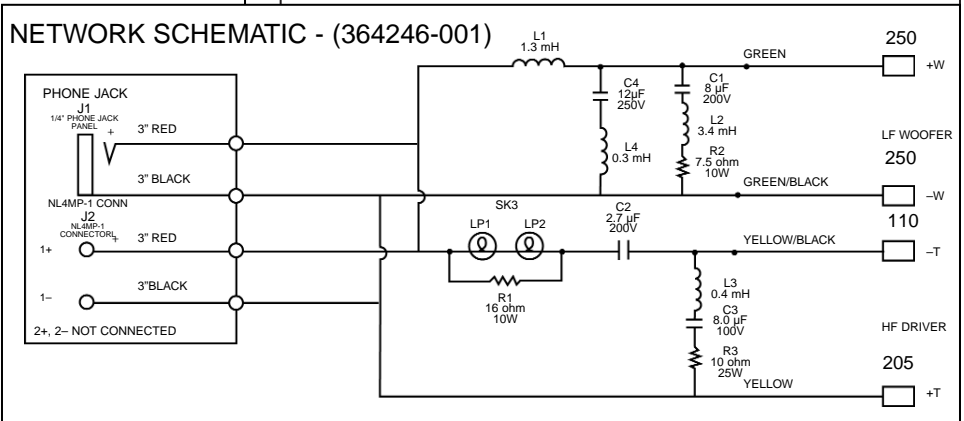 NETWORK SCHEMATIC - (364246-001)
L1
1.3 mH
GREEN
250
+W
PHONE JACK
J1
1/4" PHONE JACK
PANEL
+
3" RED
3" BLACK
NL4MP-1 CONN
J2
NL4MP-1
CONNECTORL
+
3" RED
1+
3"BLACK
1–
2+, 2– NOT CONNECTED
C4
12µF
250V
L4
0.3 mH
C1
8 µF
200V
L2
3.4 mH
R2
7.5 ohm
10W
LF WOOFER
250
GREEN/BLACK
–W
SK3
LP1
LP2
R1
16 ohm
10W
C2
2.7 µF
200V
110
YELLOW/BLACK
–T
L3
0.4 mH
C3
8.0 µF
100V
R3
10 ohm
25W
HF DRIVER
205
YELLOW
+T